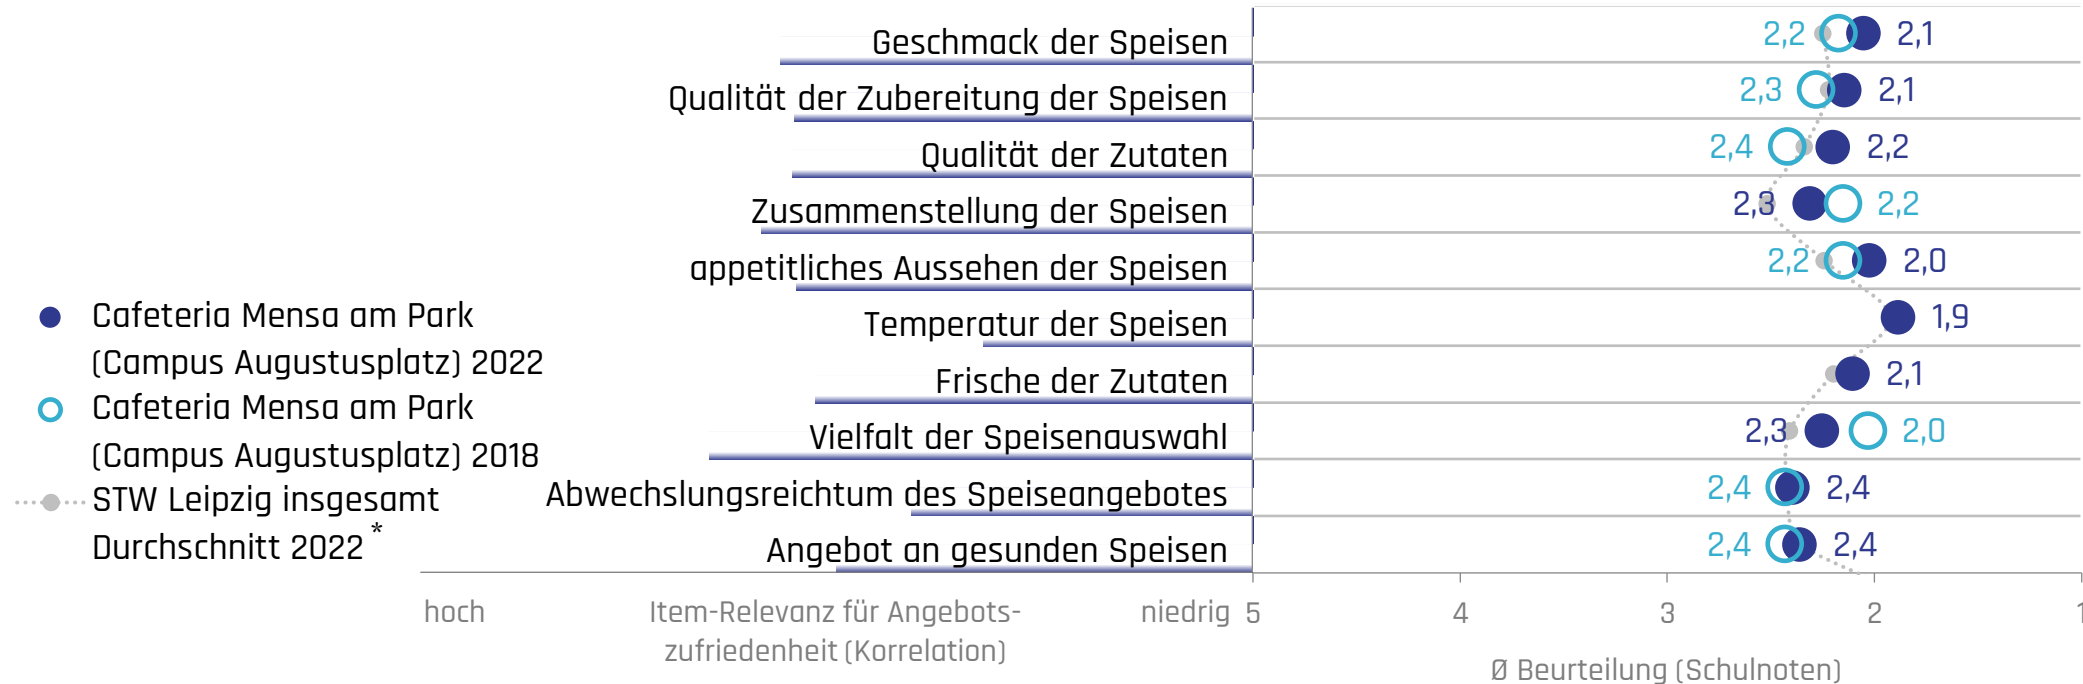 Geschmack der Speisen 2,2 2,1
Qualität der Zubereitung der Speisen 2,3 2,1
Qualität der Zutaten 2,4 2,2
Zusammenstellung der Speisen 2,3 2,2
appetitliches Aussehen der Speisen 2,2 2,0
Temperatur der Speisen 1,9
Frische der Zutaten 2,1
Vielfalt der Speisenauswahl 2,3 2,0
Abwechslungsreichtum des Speiseangebotes 2,4 2,4
Angebot an gesunden Speisen 2,4 2,4
Cafeteria Mensa am Park
(Campus Augustusplatz) 2022
Cafeteria Mensa am Park
(Campus Augustusplatz) 2018
STW Leipzig insgesamt
Durchschnitt 2022 *
hoch Item-Relevanz für Angebots- niedrig 5 4 3 2 1
zufriedenheit (Korrelation)
Ø Beurteilung (Schulnoten)